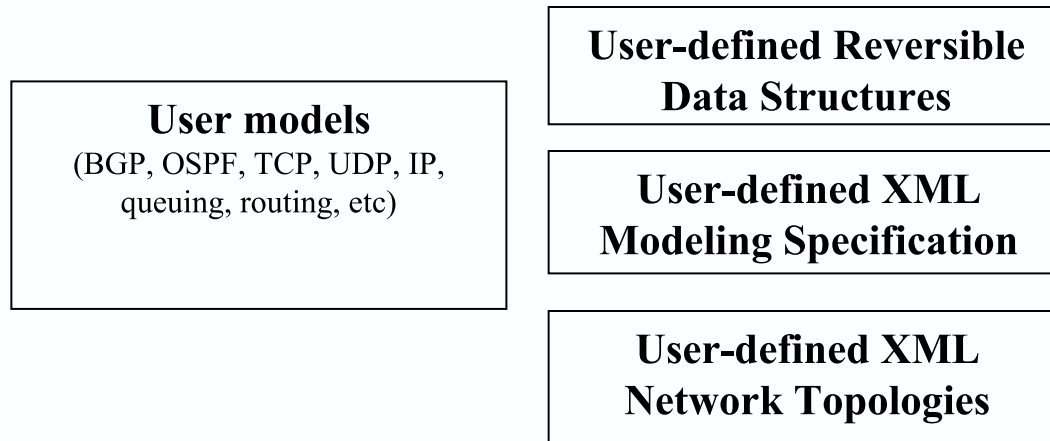 User models
(BGP, OSPF, TCP, UDP, IP,
queuing, routing, etc)
User-defined Reversible
Data Structures
User-defined XML
Modeling Specification
User-defined XML
Network Topologies